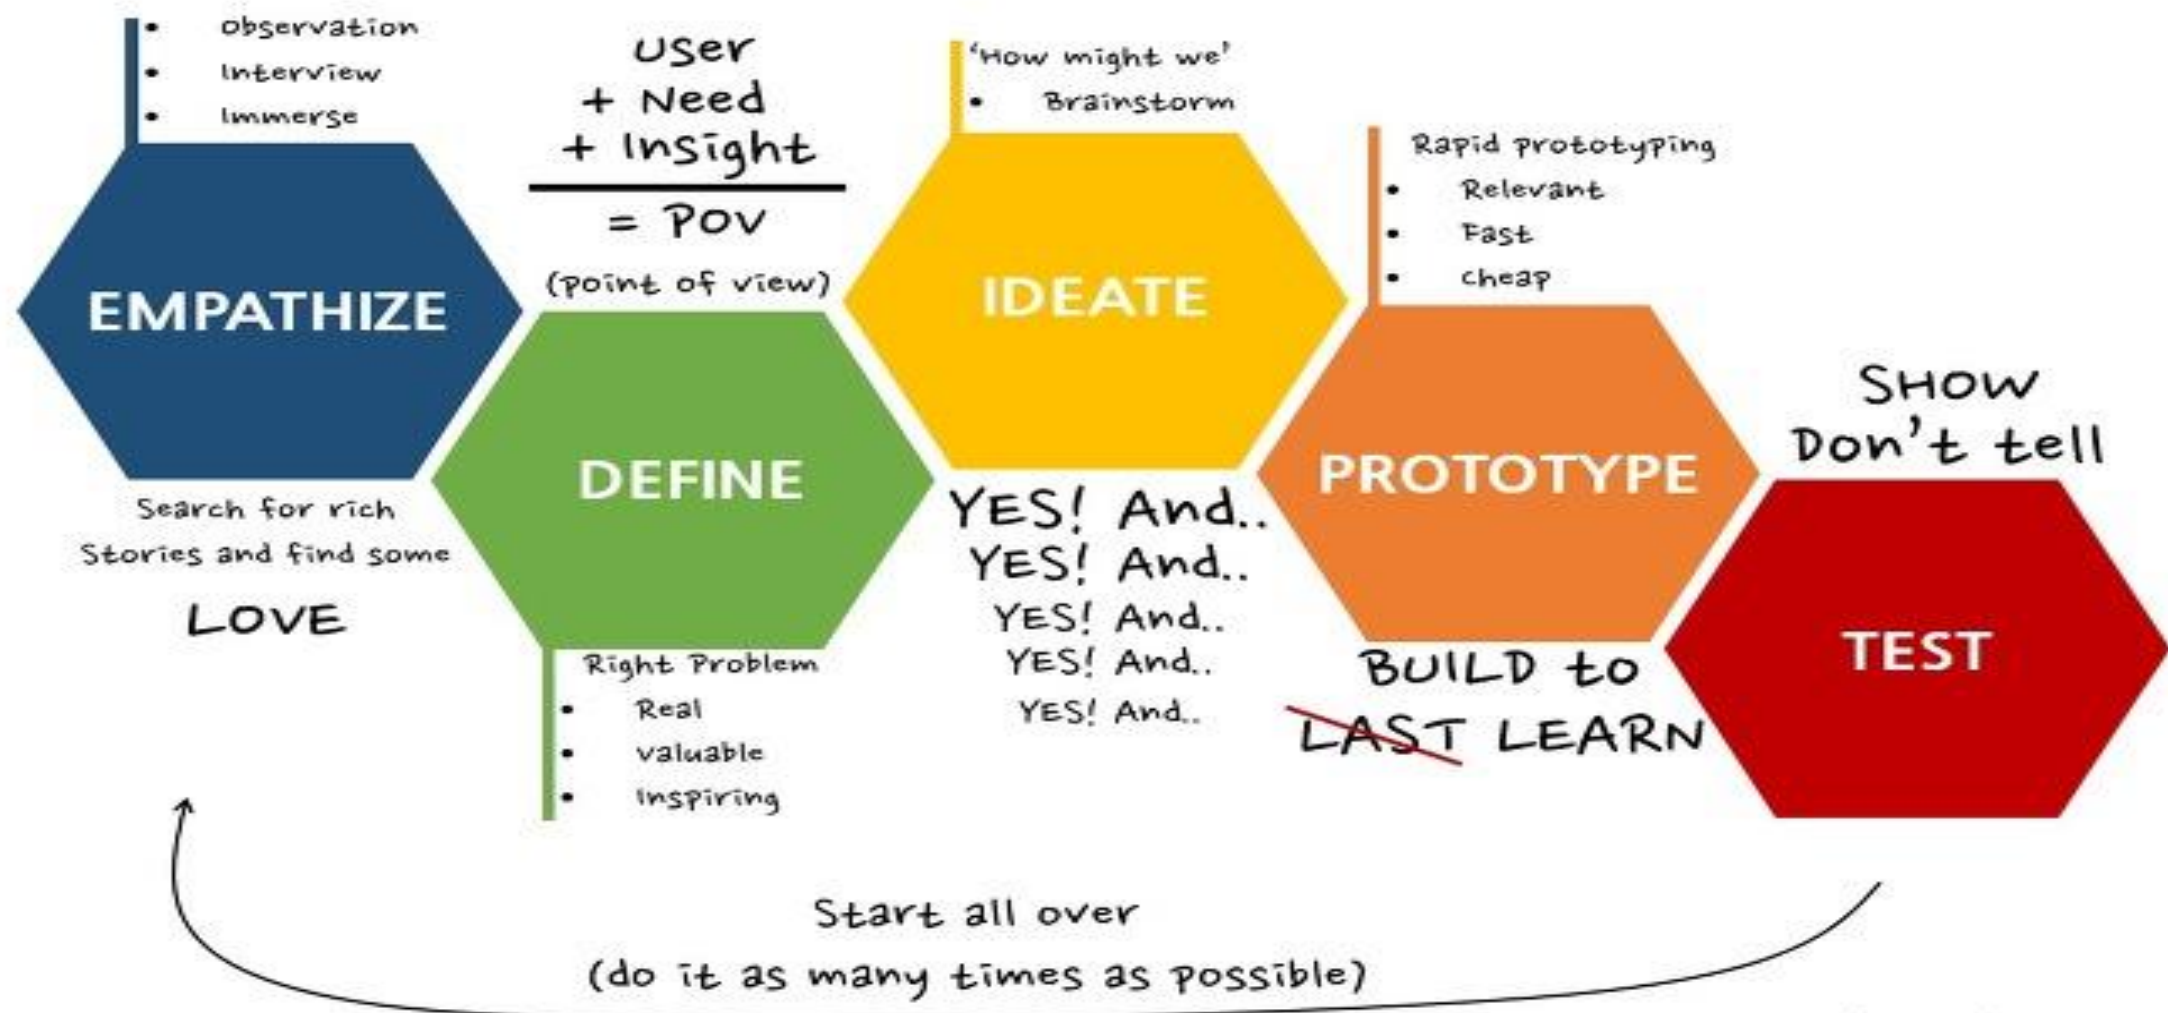 • Observation
• Interview
• Immerse
EMPATHIZE
Search for rich
Stories and find some
LOVE
User
+ Need
+ Insight
= POV
(point of view)
DEFINE
Right Problem
• Real
• valuable
• Inspiring
'How might we'
• Brainstorm
IDEATE
YES! And..
YES! And..
YES! And..
YES! And..
YES! And..
Rapid prototyping
• Relevant
• Fast
• cheap
PROTOTYPE
BUILD to
LAST LEARN
SHOW
Don't tell
TEST
Start all over
(do it as many times as possible)